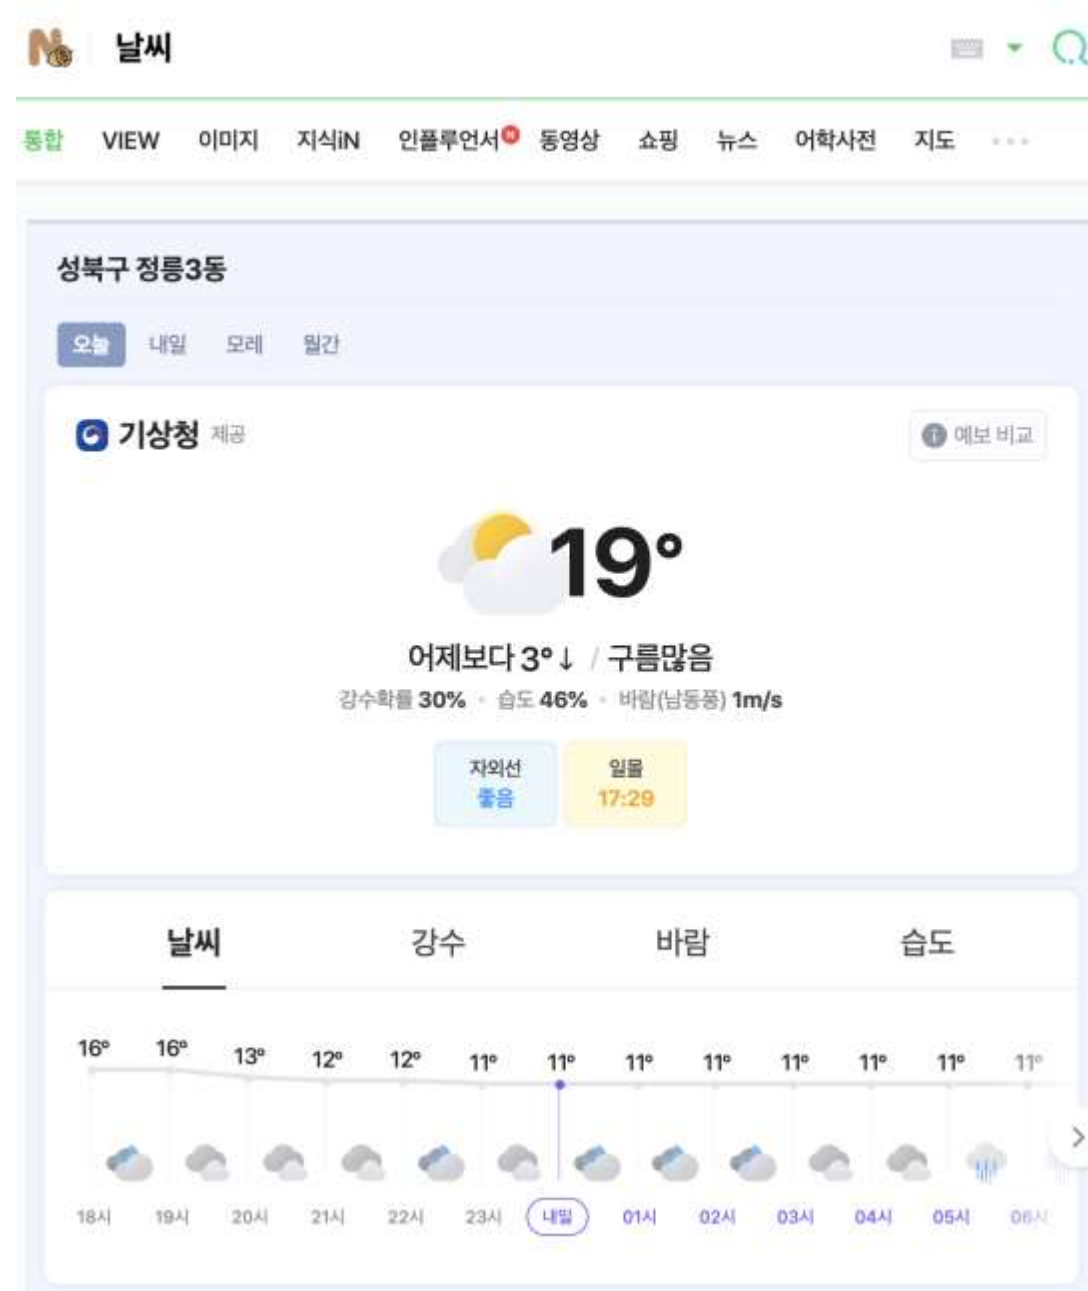 날씨
통합 VIEW 이미지 지식iN 인플루언서 N 동영상 쇼핑 뉴스 어학사전 지도
성북구 정릉3동
오늘 내일 모레 월간
기상청 제공
예보 비교
19°
어제보다 3°↓ / 구름많음
강수확률 30% 습도 46% 바람(남동풍) 1m/s
자외선 일몰
좋음 17:29
날씨 강수 바람 습도
16° 16° 13° 12° 12° 11° 11° 11° 11° 11° 11° 11° 11°
18시 19시 20시 21시 22시 23시 내일 01시 02시 03시 04시 05시 06시